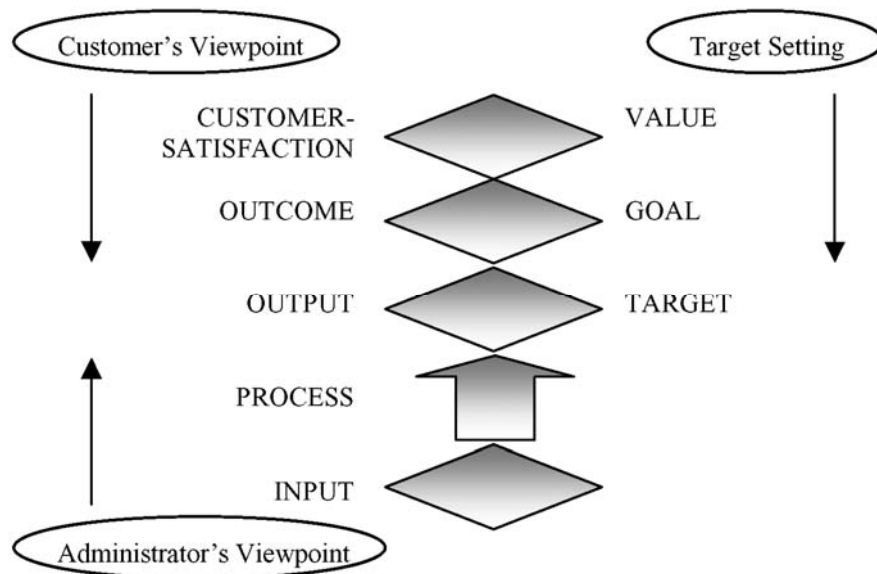 Customer’s Viewpoint
Target Setting
CUSTOMER-
SATISFACTION
VALUE
OUTCOME
GOAL
OUTPUT
TARGET
PROCESS
INPUT
Administrator’s Viewpoint